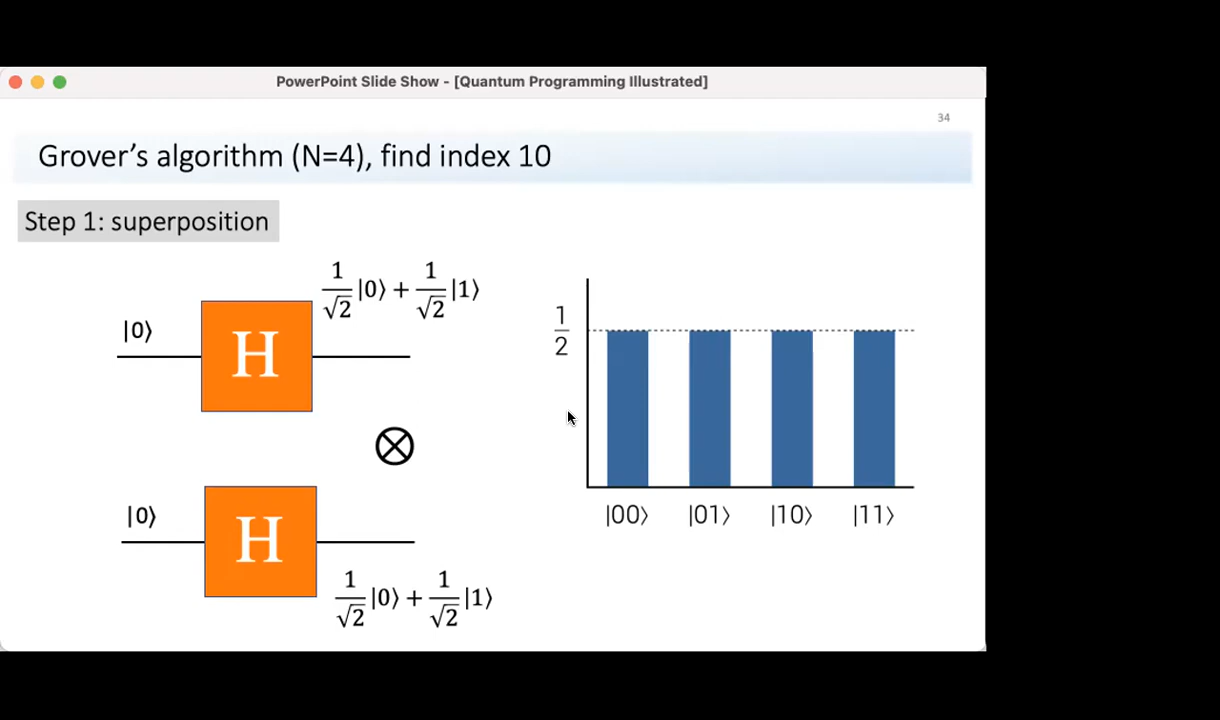 PowerPoint Slide Show - [Quantum Programming Illustrated]
34
Grover’s algorithm (N=4), find index 10
Step 1: superposition
1/√2|0⟩ + 1/√2|1⟩
|0⟩
H
|0⟩
H
1/√2|0⟩ + 1/√2|1⟩
1/2
|00⟩ |01⟩ |10⟩ |11⟩